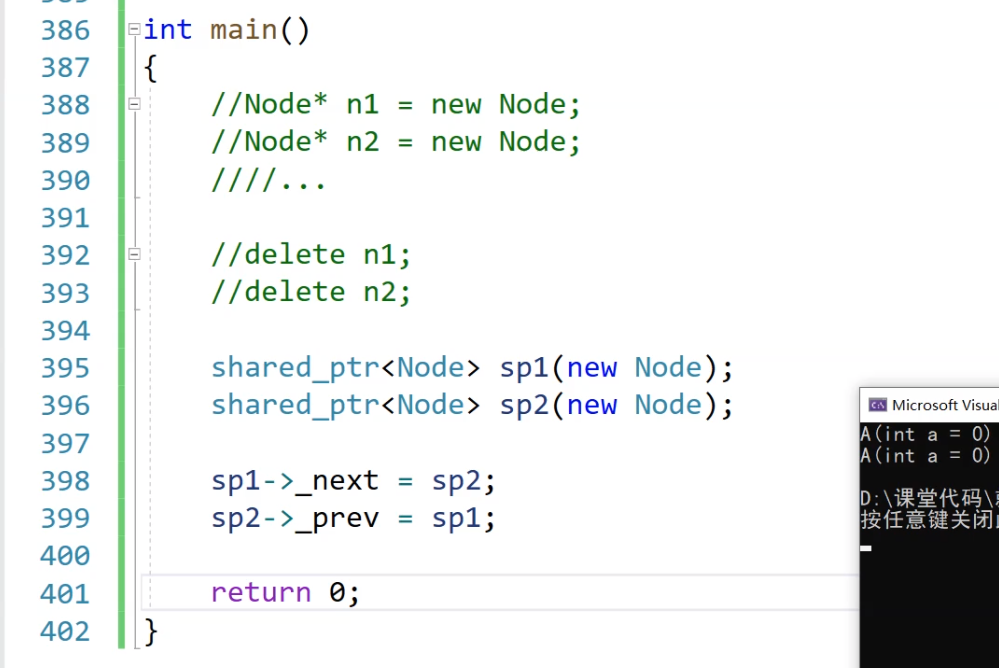 386 int main()
387 {
388 //Node* n1 = new Node;
389 //Node* n2 = new Node;
390 ////...
391
392 //delete n1;
393 //delete n2;
394
395 shared_ptr<Node> sp1(new Node);
396 shared_ptr<Node> sp2(new Node);
397
398 sp1->_next = sp2;
399 sp2->_prev = sp1;
400
401 return 0;
402 }
Microsoft Visual
A(int a = 0)
A(int a = 0)
D:\课堂代码\
按任意键关闭